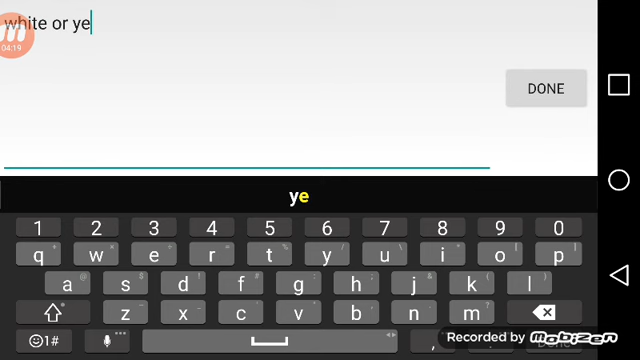 white or ye
04:19
DONE
ye
1 2 3 4 5 6 7 8 9 0
q w e r t y u i o p
a s d f g h j k l
z x c v b n m
☺1#
Recorded by MOBIZEN